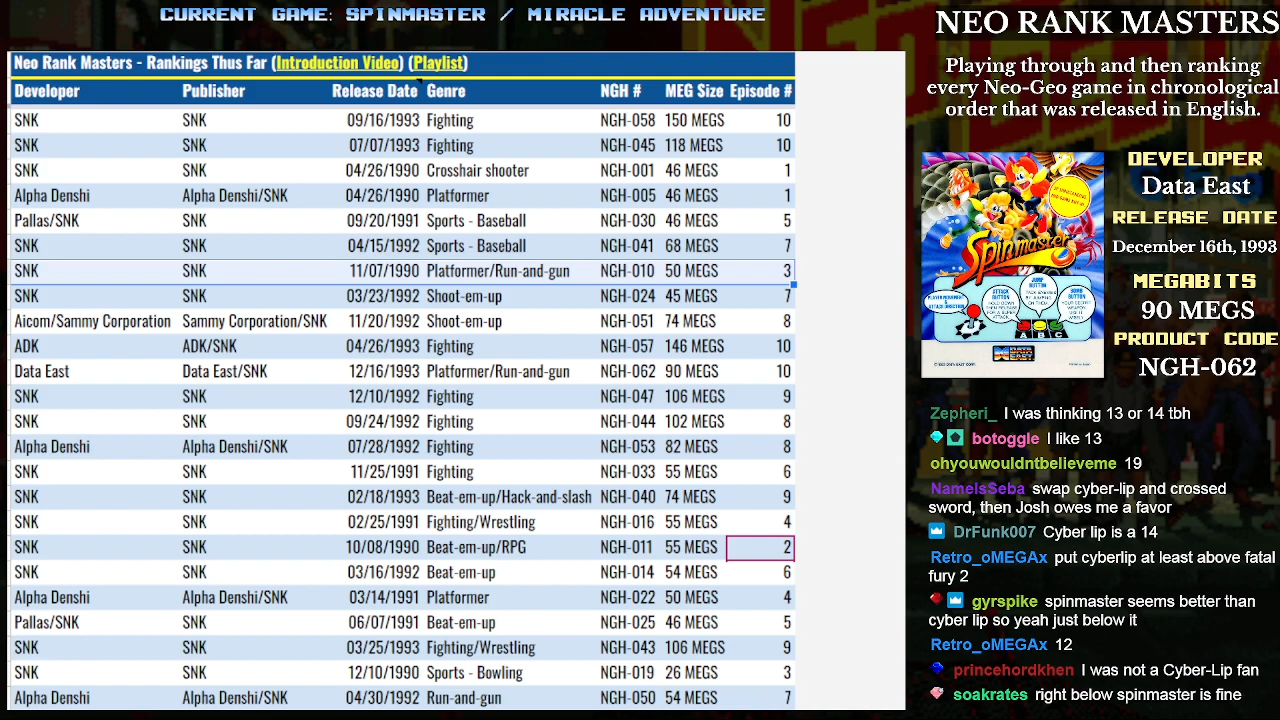 CURRENT GAME: SPINMASTER / MIRACLE ADVENTURE
Neo Rank Masters - Rankings Thus Far (Introduction Video) (Playlist)
Developer Publisher Release Date Genre NGH # MEG Size Episode #
SNK SNK 09/16/1993 Fighting NGH-058 150 MEGS 10
SNK SNK 07/07/1993 Fighting NGH-045 118 MEGS 10
SNK SNK 04/26/1990 Crosshair shooter NGH-001 46 MEGS 1
Alpha Denshi Alpha Denshi/SNK 04/26/1990 Platformer NGH-005 46 MEGS 1
Pallas/SNK SNK 09/20/1991 Sports - Baseball NGH-030 46 MEGS 5
SNK SNK 04/15/1992 Sports - Baseball NGH-041 68 MEGS 7
SNK SNK 11/07/1990 Platformer/Run-and-gun NGH-010 50 MEGS 3
SNK SNK 03/23/1992 Shoot-em-up NGH-024 45 MEGS 7
Aicom/Sammy Corporation Sammy Corporation/SNK 11/20/1992 Shoot-em-up NGH-051 74 MEGS 8
ADK ADK/SNK 04/26/1993 Fighting NGH-057 146 MEGS 10
Data East Data East/SNK 12/16/1993 Platformer/Run-and-gun NGH-062 90 MEGS 10
SNK SNK 12/10/1992 Fighting NGH-047 106 MEGS 9
SNK SNK 09/24/1992 Fighting NGH-044 102 MEGS 8
Alpha Denshi Alpha Denshi/SNK 07/28/1992 Fighting NGH-053 82 MEGS 8
SNK SNK 11/25/1991 Fighting NGH-033 55 MEGS 6
SNK SNK 02/18/1993 Beat-em-up/Hack-and-slash NGH-040 74 MEGS 9
SNK SNK 02/25/1991 Fighting/Wrestling NGH-016 55 MEGS 4
SNK SNK 10/08/1990 Beat-em-up/RPG NGH-011 55 MEGS 2
SNK SNK 03/16/1992 Beat-em-up NGH-014 54 MEGS 6
Alpha Denshi Alpha Denshi/SNK 03/14/1991 Platformer NGH-022 50 MEGS 4
Pallas/SNK SNK 06/07/1991 Beat-em-up NGH-025 46 MEGS 5
SNK SNK 03/25/1993 Fighting/Wrestling NGH-043 106 MEGS 9
SNK SNK 12/10/1990 Sports - Bowling NGH-019 26 MEGS 3
Alpha Denshi Alpha Denshi/SNK 04/30/1992 Run-and-gun NGH-050 54 MEGS 7
NEO RANK MASTERS
Playing through and then ranking
every Neo-Geo game in chronological
order that was released in English.
Spinmaster
ATTACK BUTTON
JUMP BUTTON
BOMB BUTTON
A B C
DATA EAST
DEVELOPER
Data East
RELEASE DATE
December 16th, 1993
MEGABITS
90 MEGS
PRODUCT CODE
NGH-062
Zepheri_ I was thinking 13 or 14 tbh
botoggle I like 13
ohyouwouldntbelieveme 19
NameIsSeba swap cyber-lip and crossed
sword, then Josh owes me a favor
DrFunk007 Cyber lip is a 14
Retro_oMEGAx put cyberlip at least above fatal
fury 2
gyrspike spinmaster seems better than
cyber lip so yeah just below it
Retro_oMEGAx 12
princehordkhen I was not a Cyber-Lip fan
soakrates right below spinmaster is fine